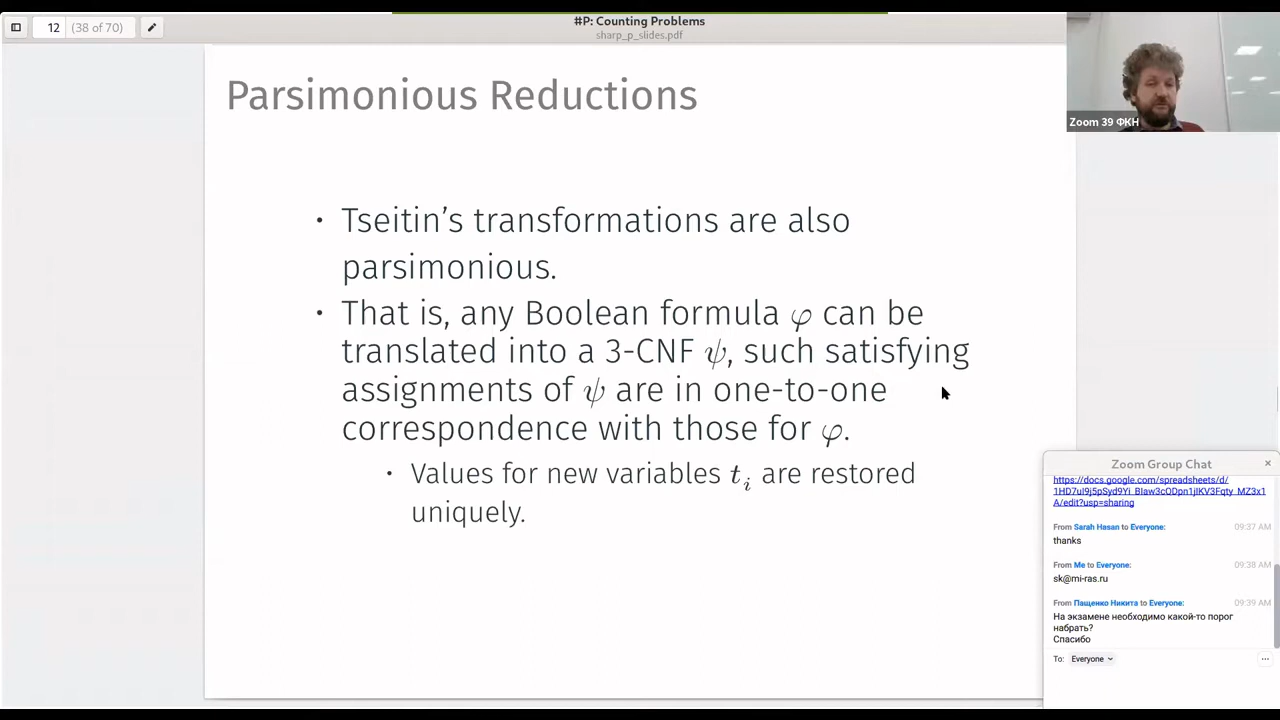 12 (38 of 70)
#P: Counting Problems
sharp_p_slides.pdf
Zoom 39 ФКН
Parsimonious Reductions
• Tseitin's transformations are also
parsimonious.
• That is, any Boolean formula φ can be
translated into a 3-CNF ψ, such satisfying
assignments of ψ are in one-to-one
correspondence with those for φ.
• Values for new variables tᵢ are restored
uniquely.
Zoom Group Chat
https://docs.google.com/spreadsheets/d/
A/edit?usp=sharing
From Sarah Hasan to Everyone: 09:37 AM
thanks
From Me to Everyone: 09:38 AM
sk@mi-ras.ru
From Пащенко Никита to Everyone: 09:39 AM
На экзамене необходимо какой-то порог
набрать?
Спасибо
To: Everyone